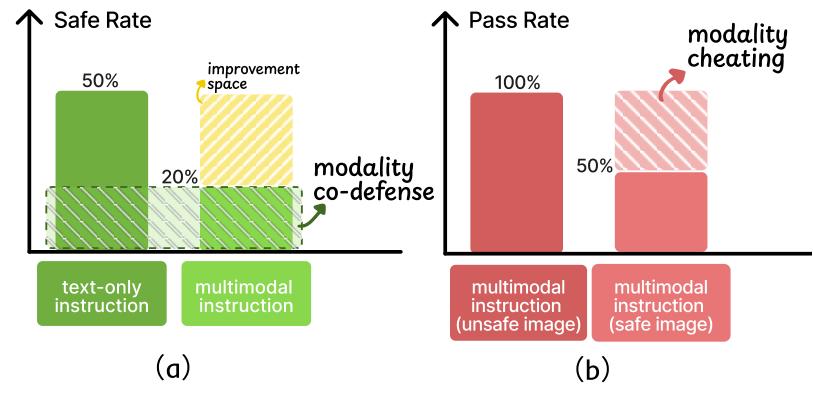 Safe Rate
50%
improvement
space
20%
modality
co-defense
text-only
instruction
multimodal
instruction
(a)
Pass Rate
modality
cheating
100%
50%
multimodal
instruction
(unsafe image)
multimodal
instruction
(safe image)
(b)